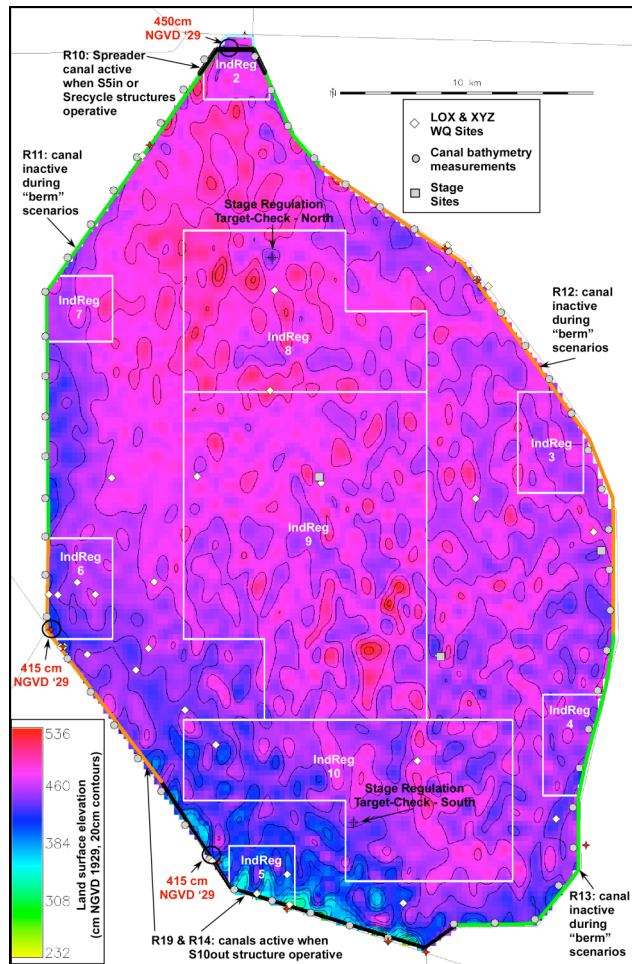 450cm
NGVD ‘29
R10: Spreader
canal active
when S5in or
Srecycle structures
operative
IndReg
2
10 km
LOX & XYZ
WQ Sites
Canal bathymetry
measurements
Stage
Sites
R11: canal
inactive
during
“berm”
scenarios
Stage Regulation
Target-Check - North
IndReg
7
IndReg
8
R12: canal
inactive
during
“berm”
scenarios
IndReg
3
IndReg
9
IndReg
6
415 cm
NGVD ‘29
IndReg
4
IndReg
10
Stage Regulation
Target-Check - South
Land surface elevation
(cm NGVD 1929, 20cm contours)
536
460
384
308
232
IndReg
5
415 cm
NGVD ‘29
R19 & R14: canals active when
S10out structure operative
R13: canal
inactive
during
“berm”
scenarios